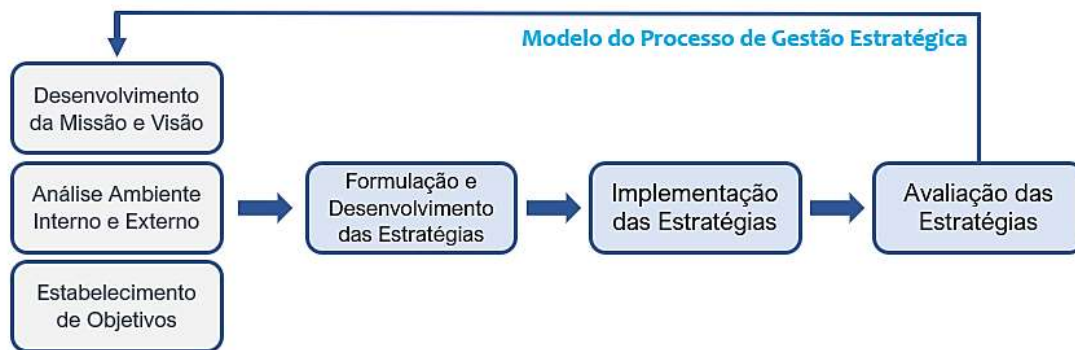 Modelo do Processo de Gestão Estratégica
Desenvolvimento
da Missão e Visão
Análise Ambiente
Interno e Externo
Estabelecimento
de Objetivos
Formulação e
Desenvolvimento
das Estratégias
Implementação
das Estratégias
Avaliação das
Estratégias